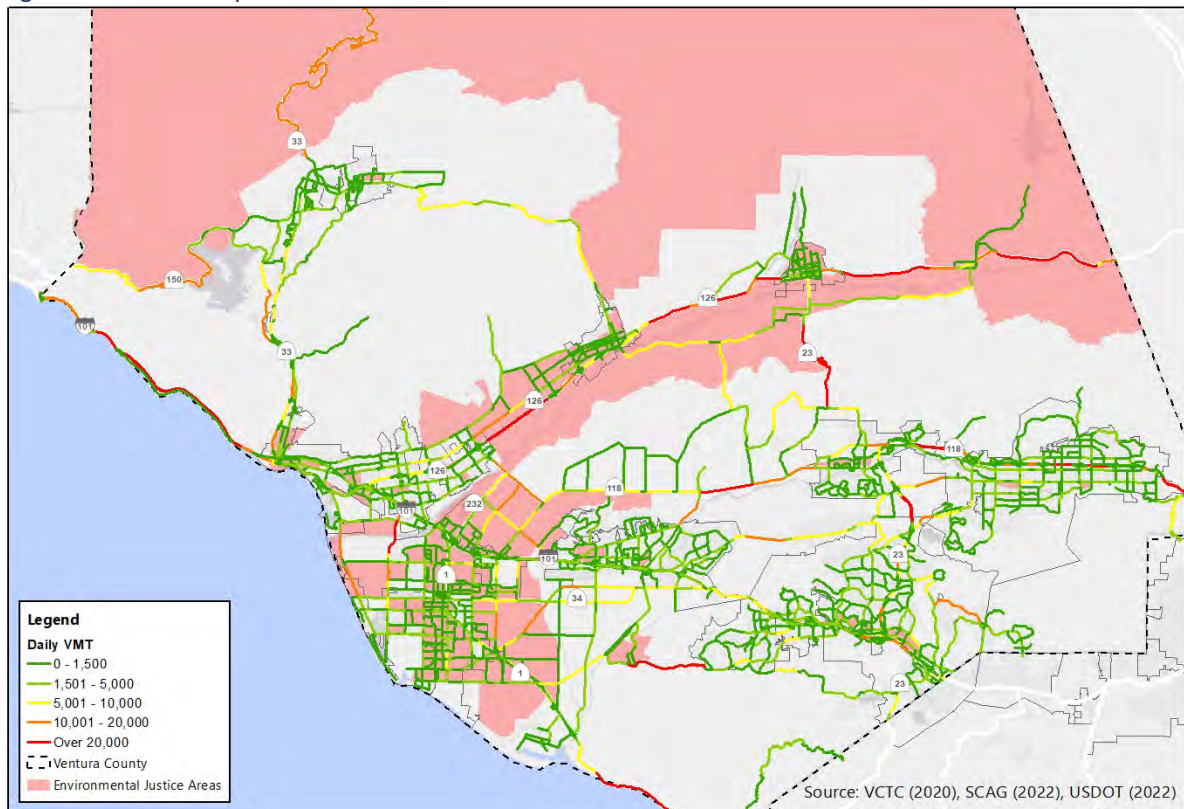 33
150
101
33
126
126
23
126
118
118
232
101
101
1
34
23
1
23
Legend
Daily VMT
0 - 1,500
1,501 - 5,000
5,001 - 10,000
10,001 - 20,000
Over 20,000
Ventura County
Environmental Justice Areas
Source: VCTC (2020), SCAG (2022), USDOT (2022)